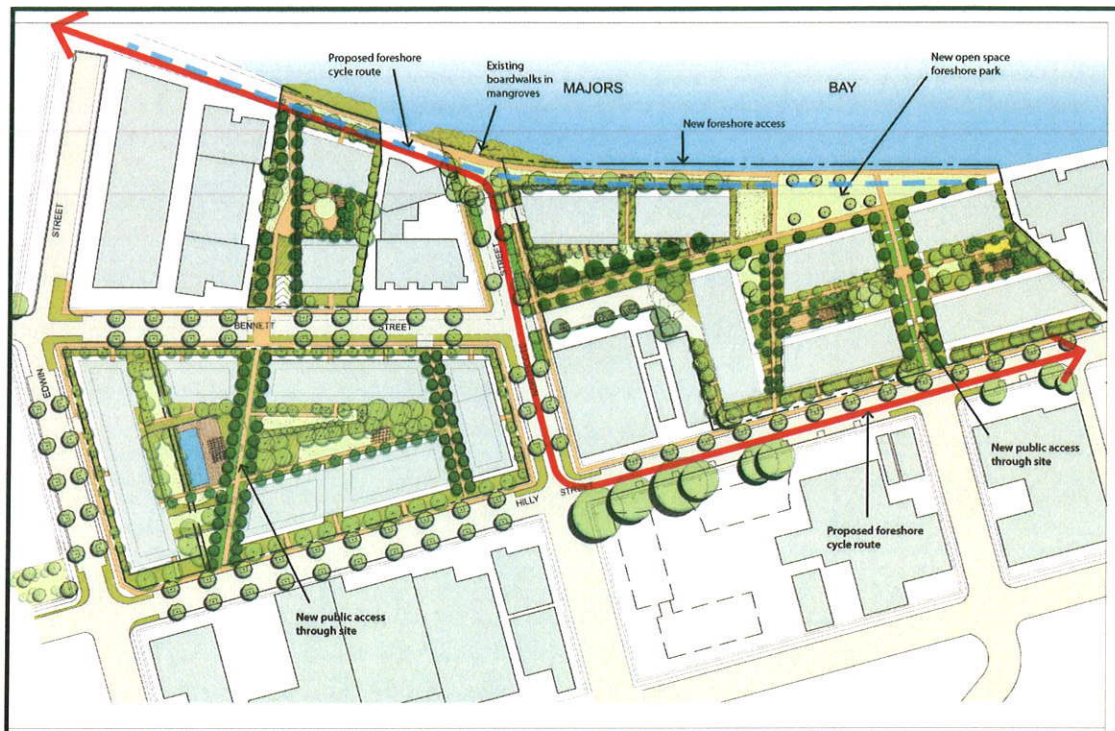 Proposed foreshore
cycle route
Existing
boardwalks in
mangroves
MAJORS
BAY
New open space
foreshore park
New foreshore access
STREET
STREET
BENNETT
STREET
EDWIN
HILLY
STREET
New public access
through site
Proposed foreshore
cycle route
New public access
through site